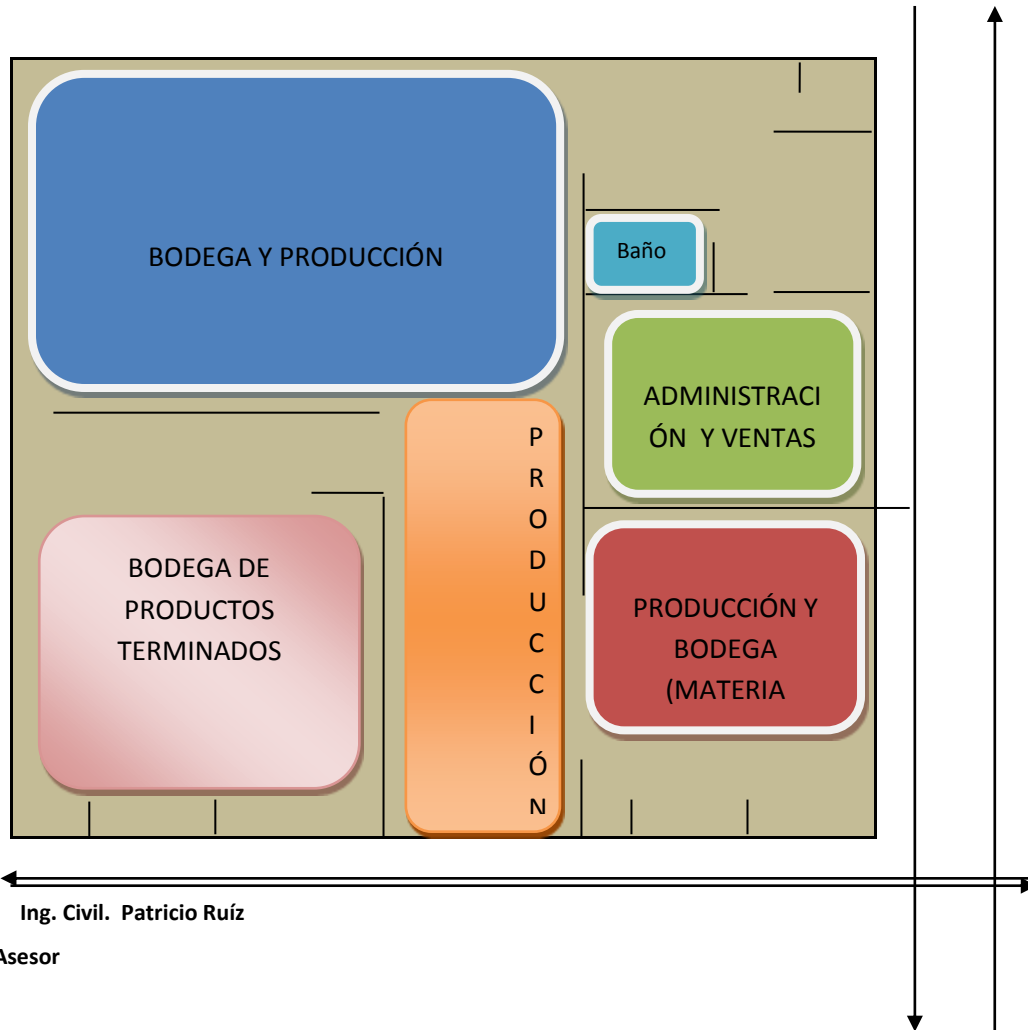 BODEGA Y PRODUCCIÓN
Baño
ADMINISTRACI
ÓN Y VENTAS
P
R
O
D
U
C
C
I
Ó
N
BODEGA DE
PRODUCTOS
TERMINADOS
PRODUCCIÓN Y
BODEGA
(MATERIA
Ing. Civil. Patricio Ruíz
Asesor